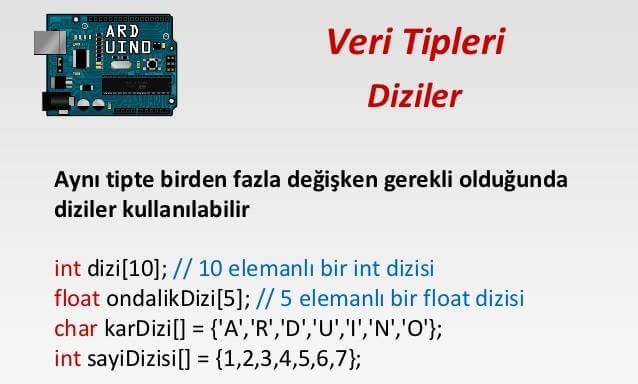 ARD
UINO
Veri Tipleri
Diziler
Aynı tipte birden fazla değişken gerekli olduğunda
diziler kullanılabilir
int dizi[10]; // 10 elemanlı bir int dizisi
float ondalikDizi[5]; // 5 elemanlı bir float dizisi
char karDizi[] = {'A','R','D','U','I','N','O'};
int sayiDizisi[] = {1,2,3,4,5,6,7};